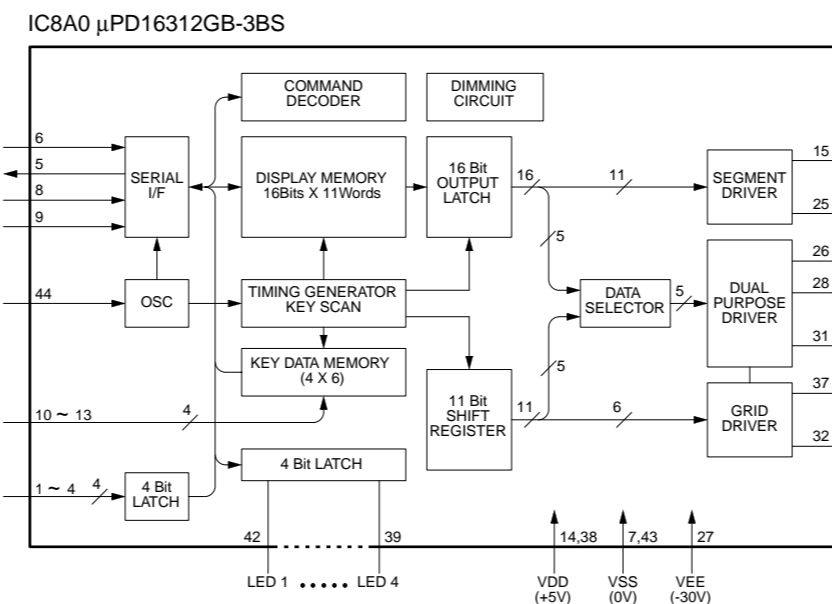 IC8A0 µPD16312GB-3BS
COMMAND
DECODER
DIMMING
CIRCUIT
6
5
8
9
SERIAL
I/F
DISPLAY MEMORY
16Bits X 11Words
16 Bit
OUTPUT
LATCH
16
11
SEGMENT
DRIVER
15
25
5
44
OSC
TIMING GENERATOR
KEY SCAN
DATA
SELECTOR
5
DUAL
PURPOSE
DRIVER
26
28
31
KEY DATA MEMORY
(4 X 6)
5
10 ~ 13
4
11 Bit
SHIFT
REGISTER
11
6
GRID
DRIVER
37
32
4 Bit LATCH
1 ~ 4
4
4 Bit
LATCH
42
39
14,38
7,43
27
LED 1
LED 4
VDD
(+5V)
VSS
(0V)
VEE
(-30V)